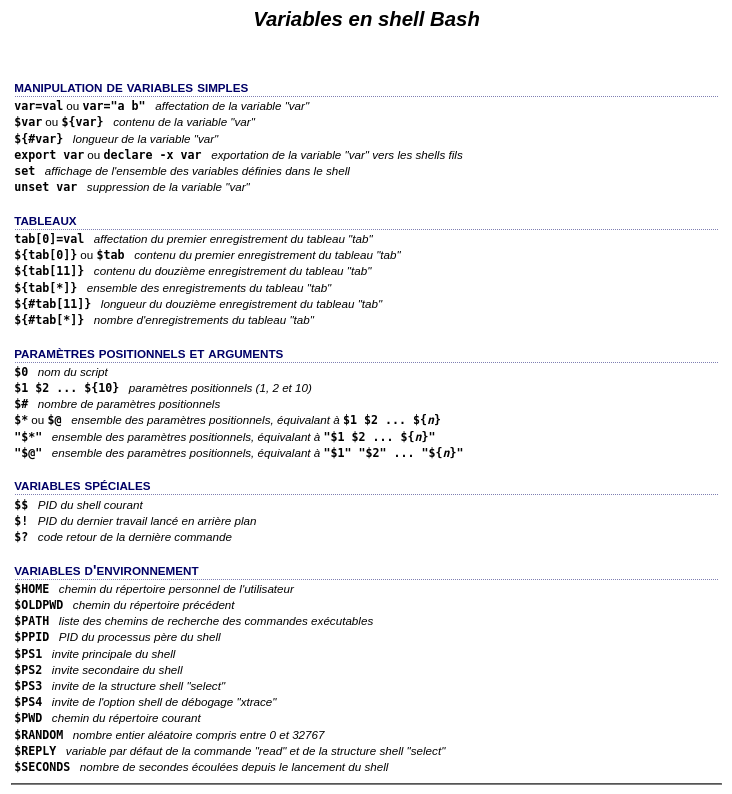 Variables en shell Bash
MANIPULATION DE VARIABLES SIMPLES
var=val ou var="a b" affectation de la variable "var"
$var ou ${var} contenu de la variable "var"
${#var} longueur de la variable "var"
export var ou declare -x var exportation de la variable "var" vers les shells fils
set affichage de l'ensemble des variables définies dans le shell
unset var suppression de la variable "var"
TABLEAUX
tab[0]=val affectation du premier enregistrement du tableau "tab"
${tab[0]} ou $tab contenu du premier enregistrement du tableau "tab"
${tab[11]} contenu du douzième enregistrement du tableau "tab"
${tab[*]} ensemble des enregistrements du tableau "tab"
${#tab[11]} longueur du douzième enregistrement du tableau "tab"
${#tab[*]} nombre d'enregistrements du tableau "tab"
PARAMÈTRES POSITIONNELS ET ARGUMENTS
$0 nom du script
$1 $2 ... ${10} paramètres positionnels (1, 2 et 10)
$# nombre de paramètres positionnels
$* ou $@ ensemble des paramètres positionnels, équivalant à $1 $2 ... ${n}
"$*" ensemble des paramètres positionnels, équivalant à "$1 $2 ... ${n}"
"$@" ensemble des paramètres positionnels, équivalant à "$1" "$2" ... "${n}"
VARIABLES SPÉCIALES
$$ PID du shell courant
$! PID du dernier travail lancé en arrière plan
$? code retour de la dernière commande
VARIABLES D'ENVIRONNEMENT
$HOME chemin du répertoire personnel de l'utilisateur
$OLDPWD chemin du répertoire précédent
$PATH liste des chemins de recherche des commandes exécutables
$PPID PID du processus père du shell
$PS1 invite principale du shell
$PS2 invite secondaire du shell
$PS3 invite de la structure shell "select"
$PS4 invite de l'option shell de débogage "xtrace"
$PWD chemin du répertoire courant
$RANDOM nombre entier aléatoire compris entre 0 et 32767
$REPLY variable par défaut de la commande "read" et de la structure shell "select"
$SECONDS nombre de secondes écoulées depuis le lancement du shell